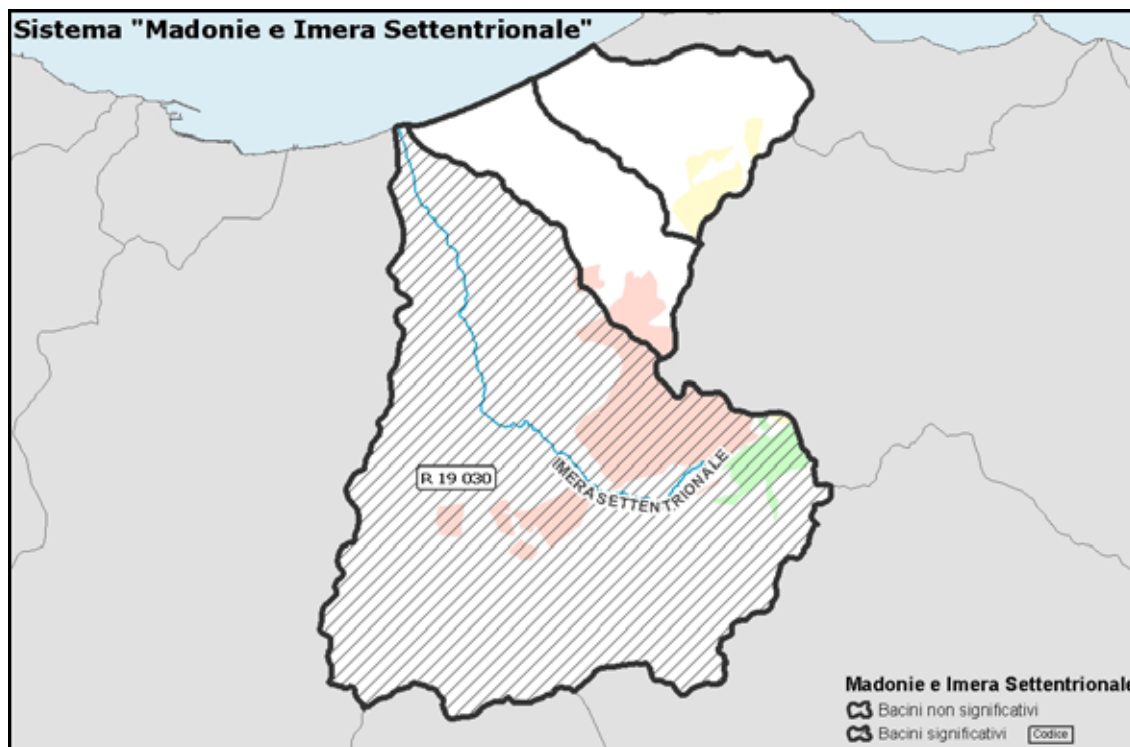 Sistema "Madonie e Imera Settentrionale"
R 19 030
IMERA SETTENTRIONALE
Madonie e Imera Settentrionale
Bacini non significativi
Bacini significativi Codice